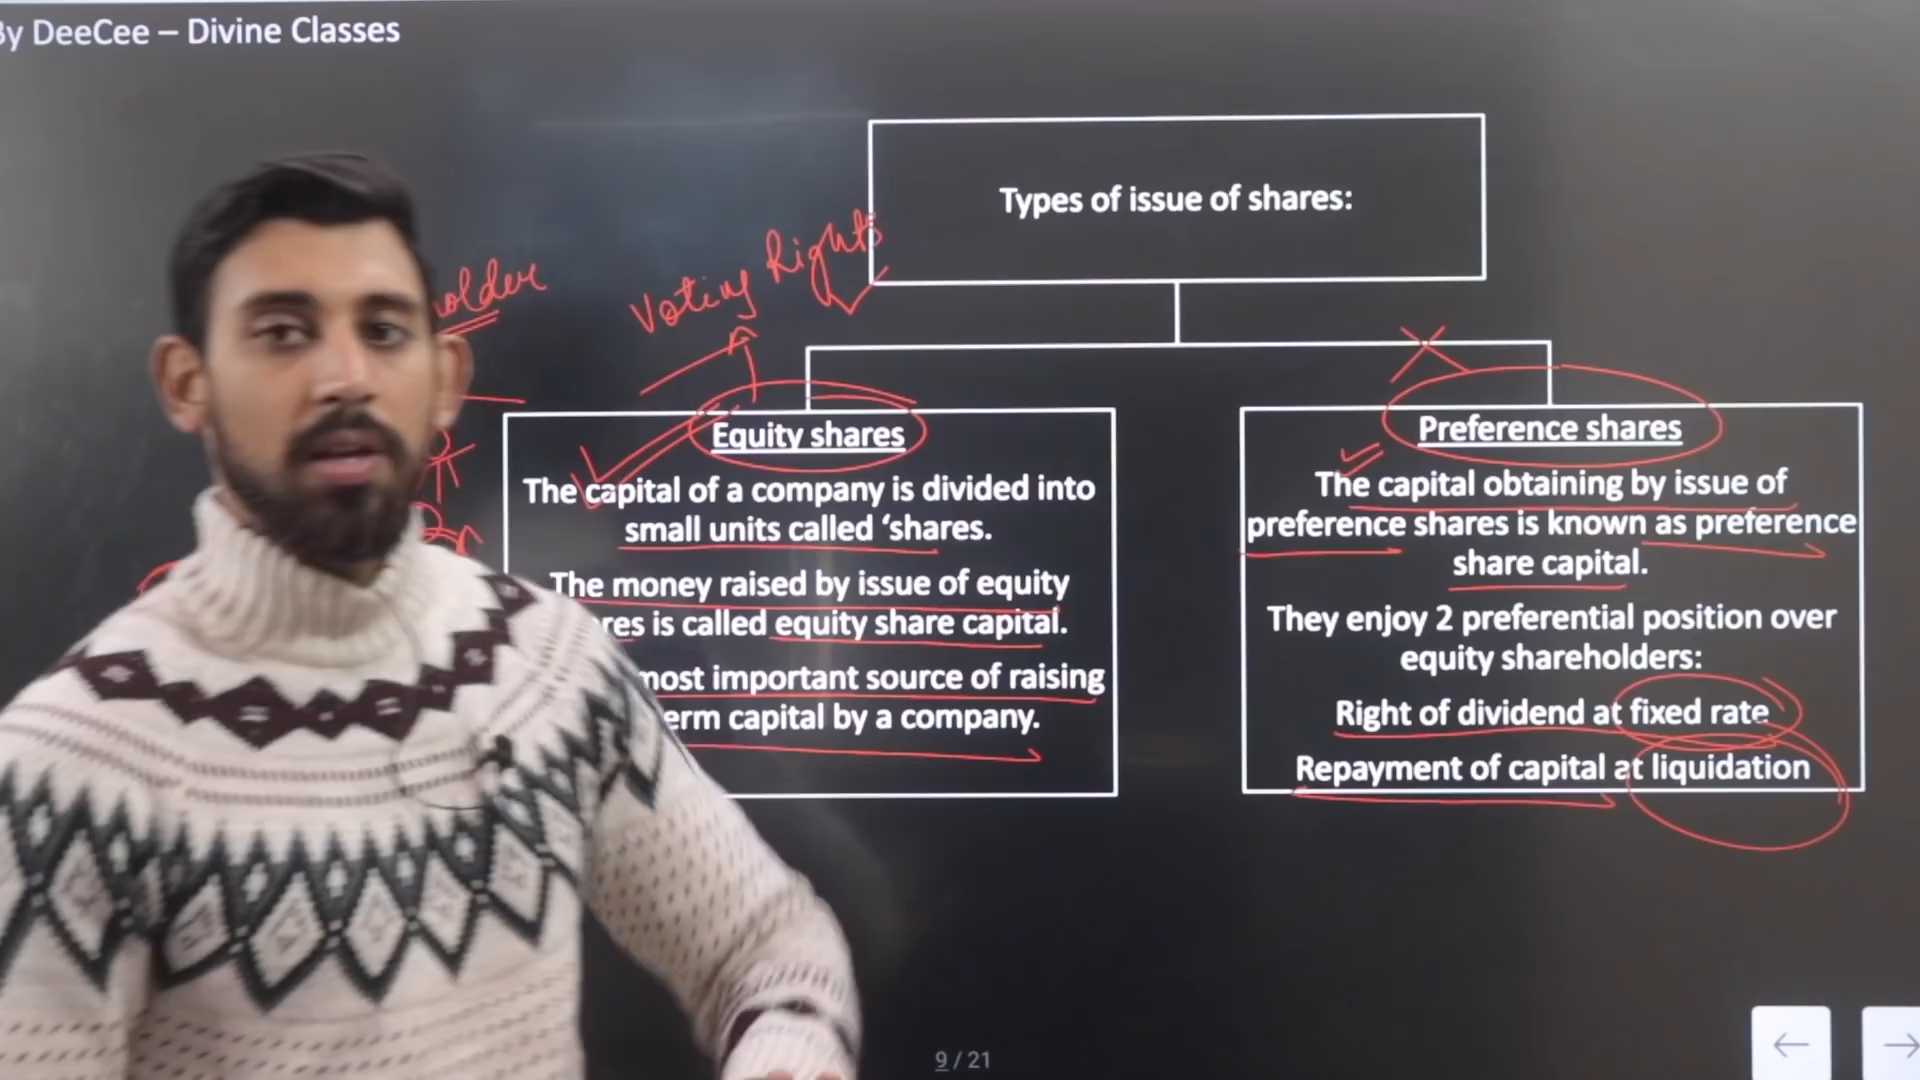 By DeeCee – Divine Classes
Types of issue of shares:
Voting Rights
holder
Equity shares
The capital of a company is divided into
small units called ‘shares.
The money raised by issue of equity
res is called equity share capital.
most important source of raising
erm capital by a company.
Preference shares
The capital obtaining by issue of
preference shares is known as preference
share capital.
They enjoy 2 preferential position over
equity shareholders:
Right of dividend at fixed rate
Repayment of capital at liquidation
9 / 21